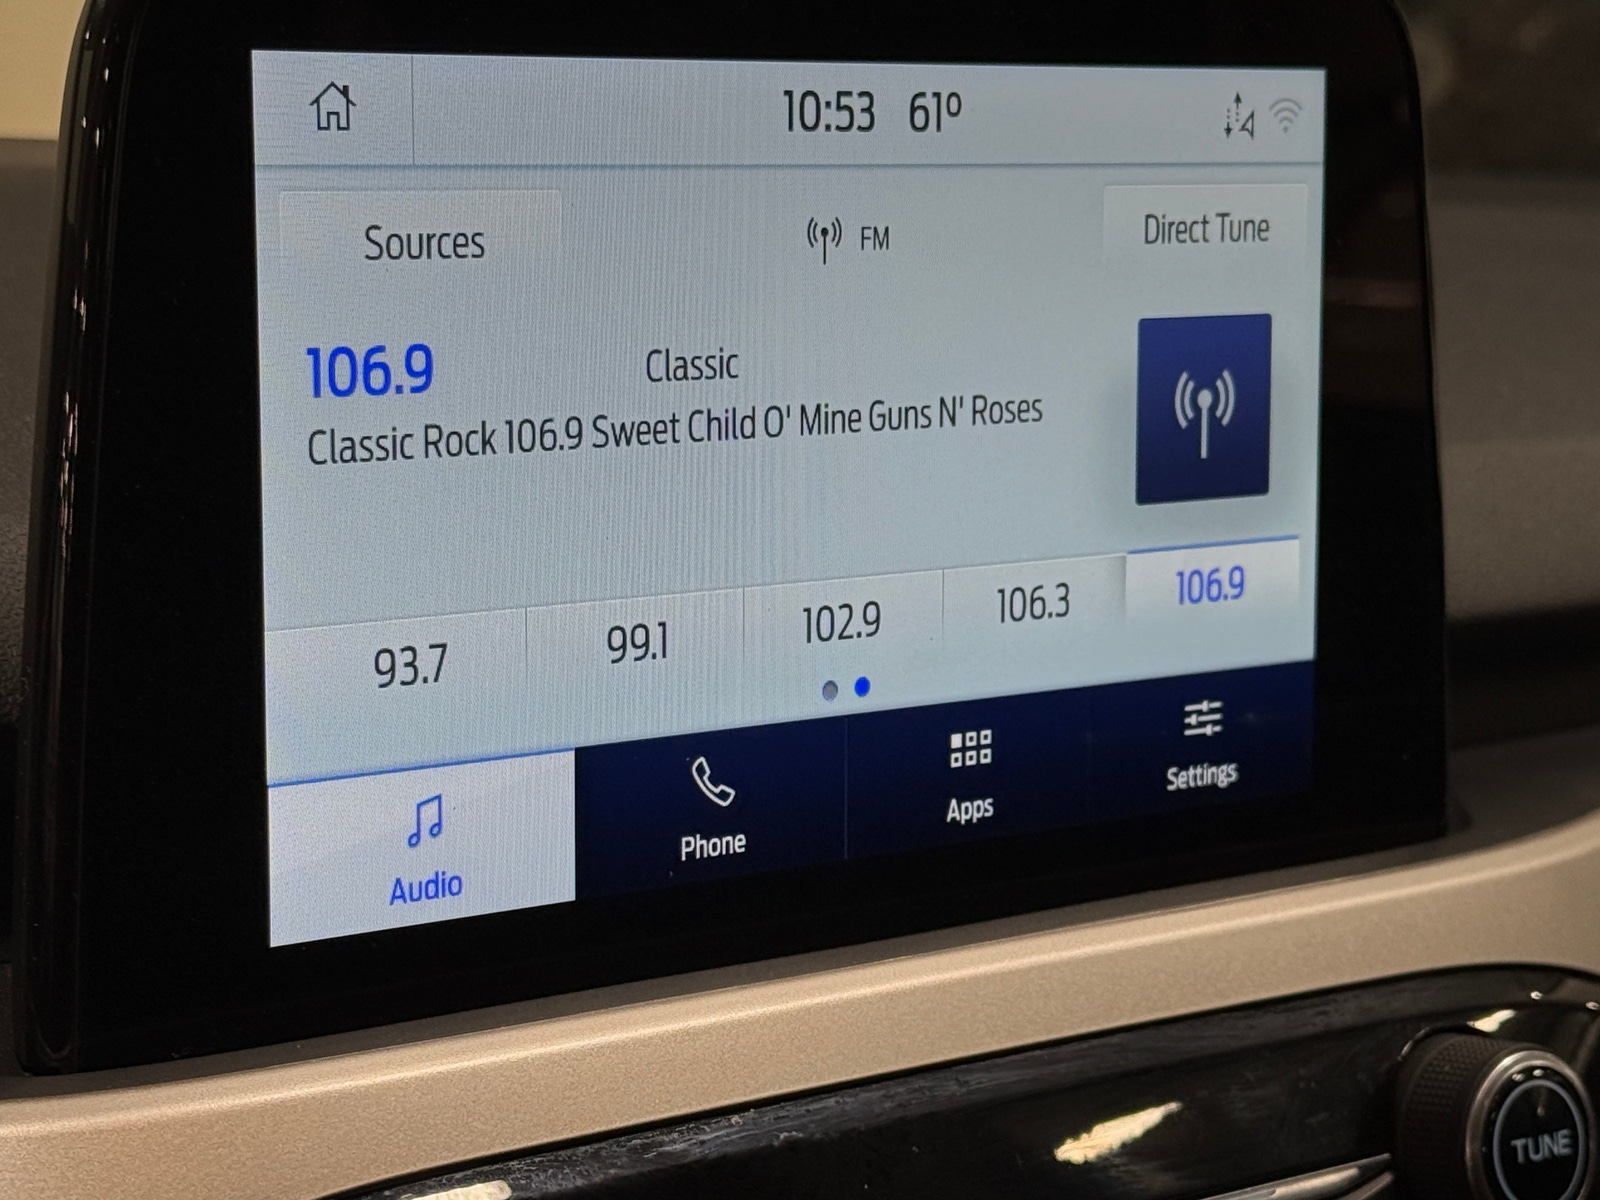 10:53 61°
Sources
FM
Direct Tune
106.9
Classic
Classic Rock 106.9 Sweet Child O' Mine Guns N' Roses
93.7
99.1
102.9
106.3
106.9
Audio
Phone
Apps
Settings
TUNE